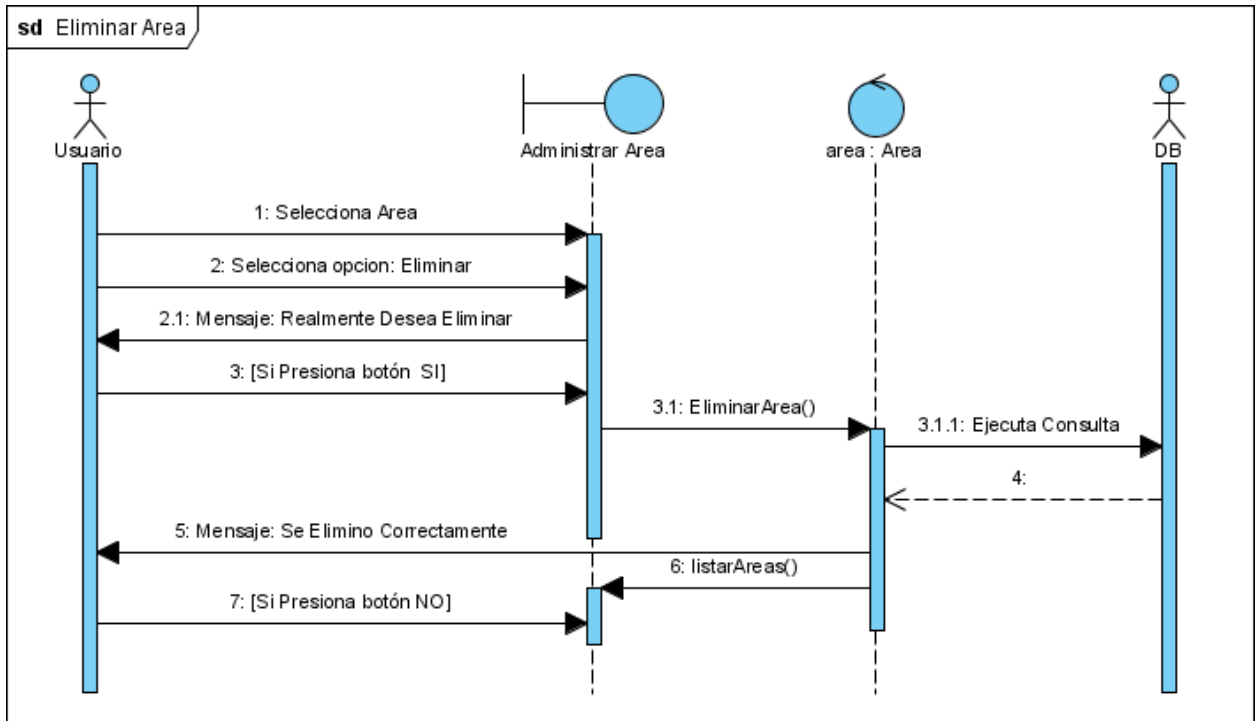 sd Eliminar Area
Usuario
Administrar Area
area : Area
DB
1: Selecciona Area
2: Selecciona opcion: Eliminar
2.1: Mensaje: Realmente Desea Eliminar
3: [Si Presiona botón SI]
3.1: EliminarArea()
3.1.1: Ejecuta Consulta
4:
5: Mensaje: Se Elimino Correctamente
6: listarAreas()
7: [Si Presiona botón NO]